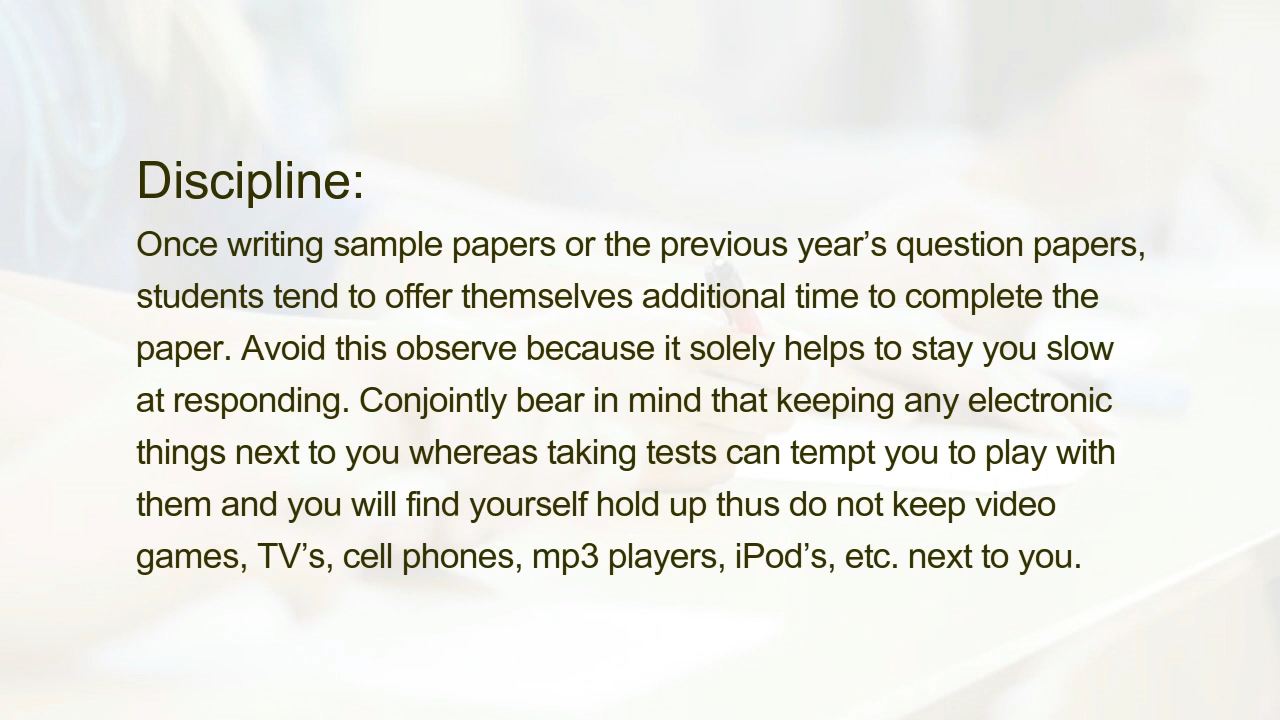 Discipline:
Once writing sample papers or the previous year’s question papers,
students tend to offer themselves additional time to complete the
paper. Avoid this observe because it solely helps to stay you slow
at responding. Conjointly bear in mind that keeping any electronic
things next to you whereas taking tests can tempt you to play with
them and you will find yourself hold up thus do not keep video
games, TV’s, cell phones, mp3 players, iPod’s, etc. next to you.